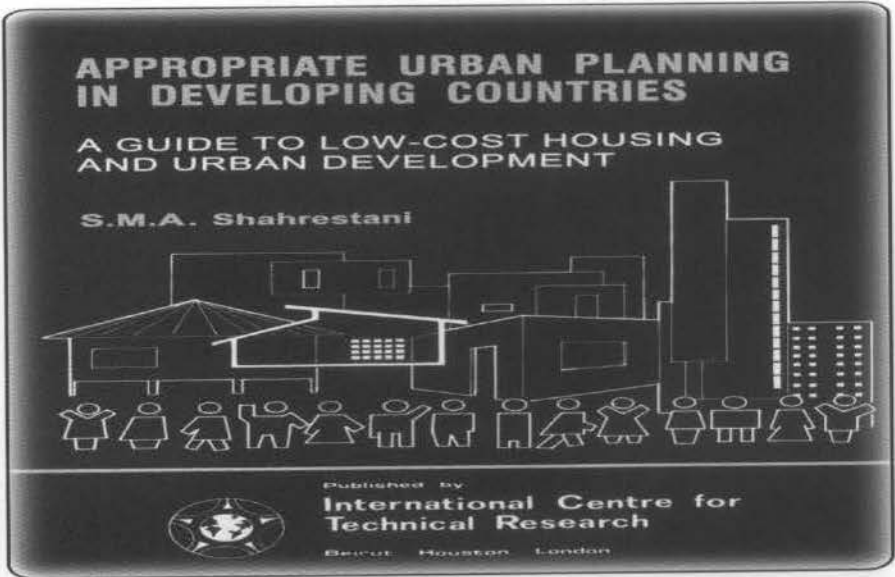 APPROPRIATE URBAN PLANNING
IN DEVELOPING COUNTRIES
A GUIDE TO LOW-COST HOUSING
AND URBAN DEVELOPMENT
S.M.A. Shahrestani
Published by
International Centre for
Technical Research
Beirut Houston London